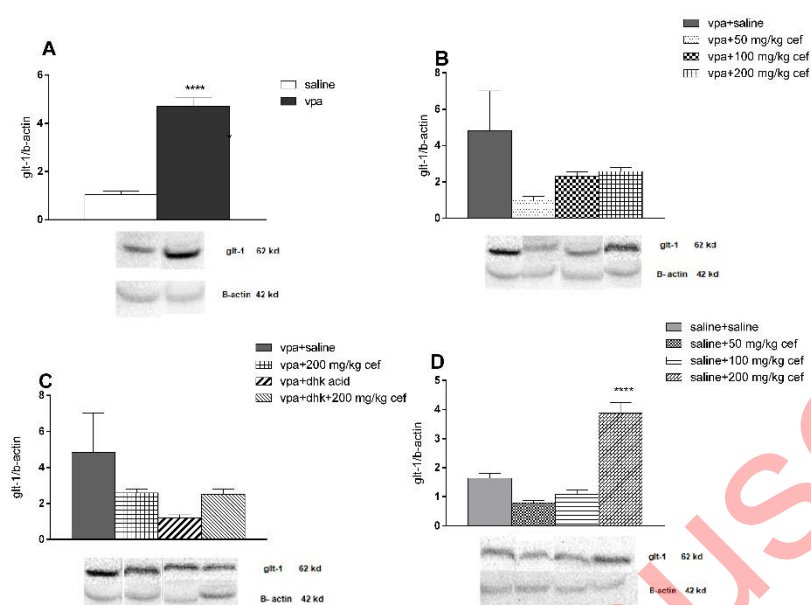 A
****
saline
vpa
glt-1/b-actin
6
4
2
0
glt-1 62 kd
B-actin 42 kd
B
vpa+saline
vpa+50 mg/kg cef
vpa+100 mg/kg cef
vpa+200 mg/kg cef
glt-1/b-actin
8
6
4
2
0
glt-1 62 kd
B-actin 42 kd
C
vpa+saline
vpa+200 mg/kg cef
vpa+dhk acid
vpa+dhk+200 mg/kg cef
glt-1/b-actin
8
6
4
2
0
glt-1 62 kd
B- actin 42 kd
D
saline+saline
saline+50 mg/kg cef
saline+100 mg/kg cef
saline+200 mg/kg cef
****
glt-1/b-actin
5
4
3
2
1
0
glt-1 62 kd
B-actin 42 kd